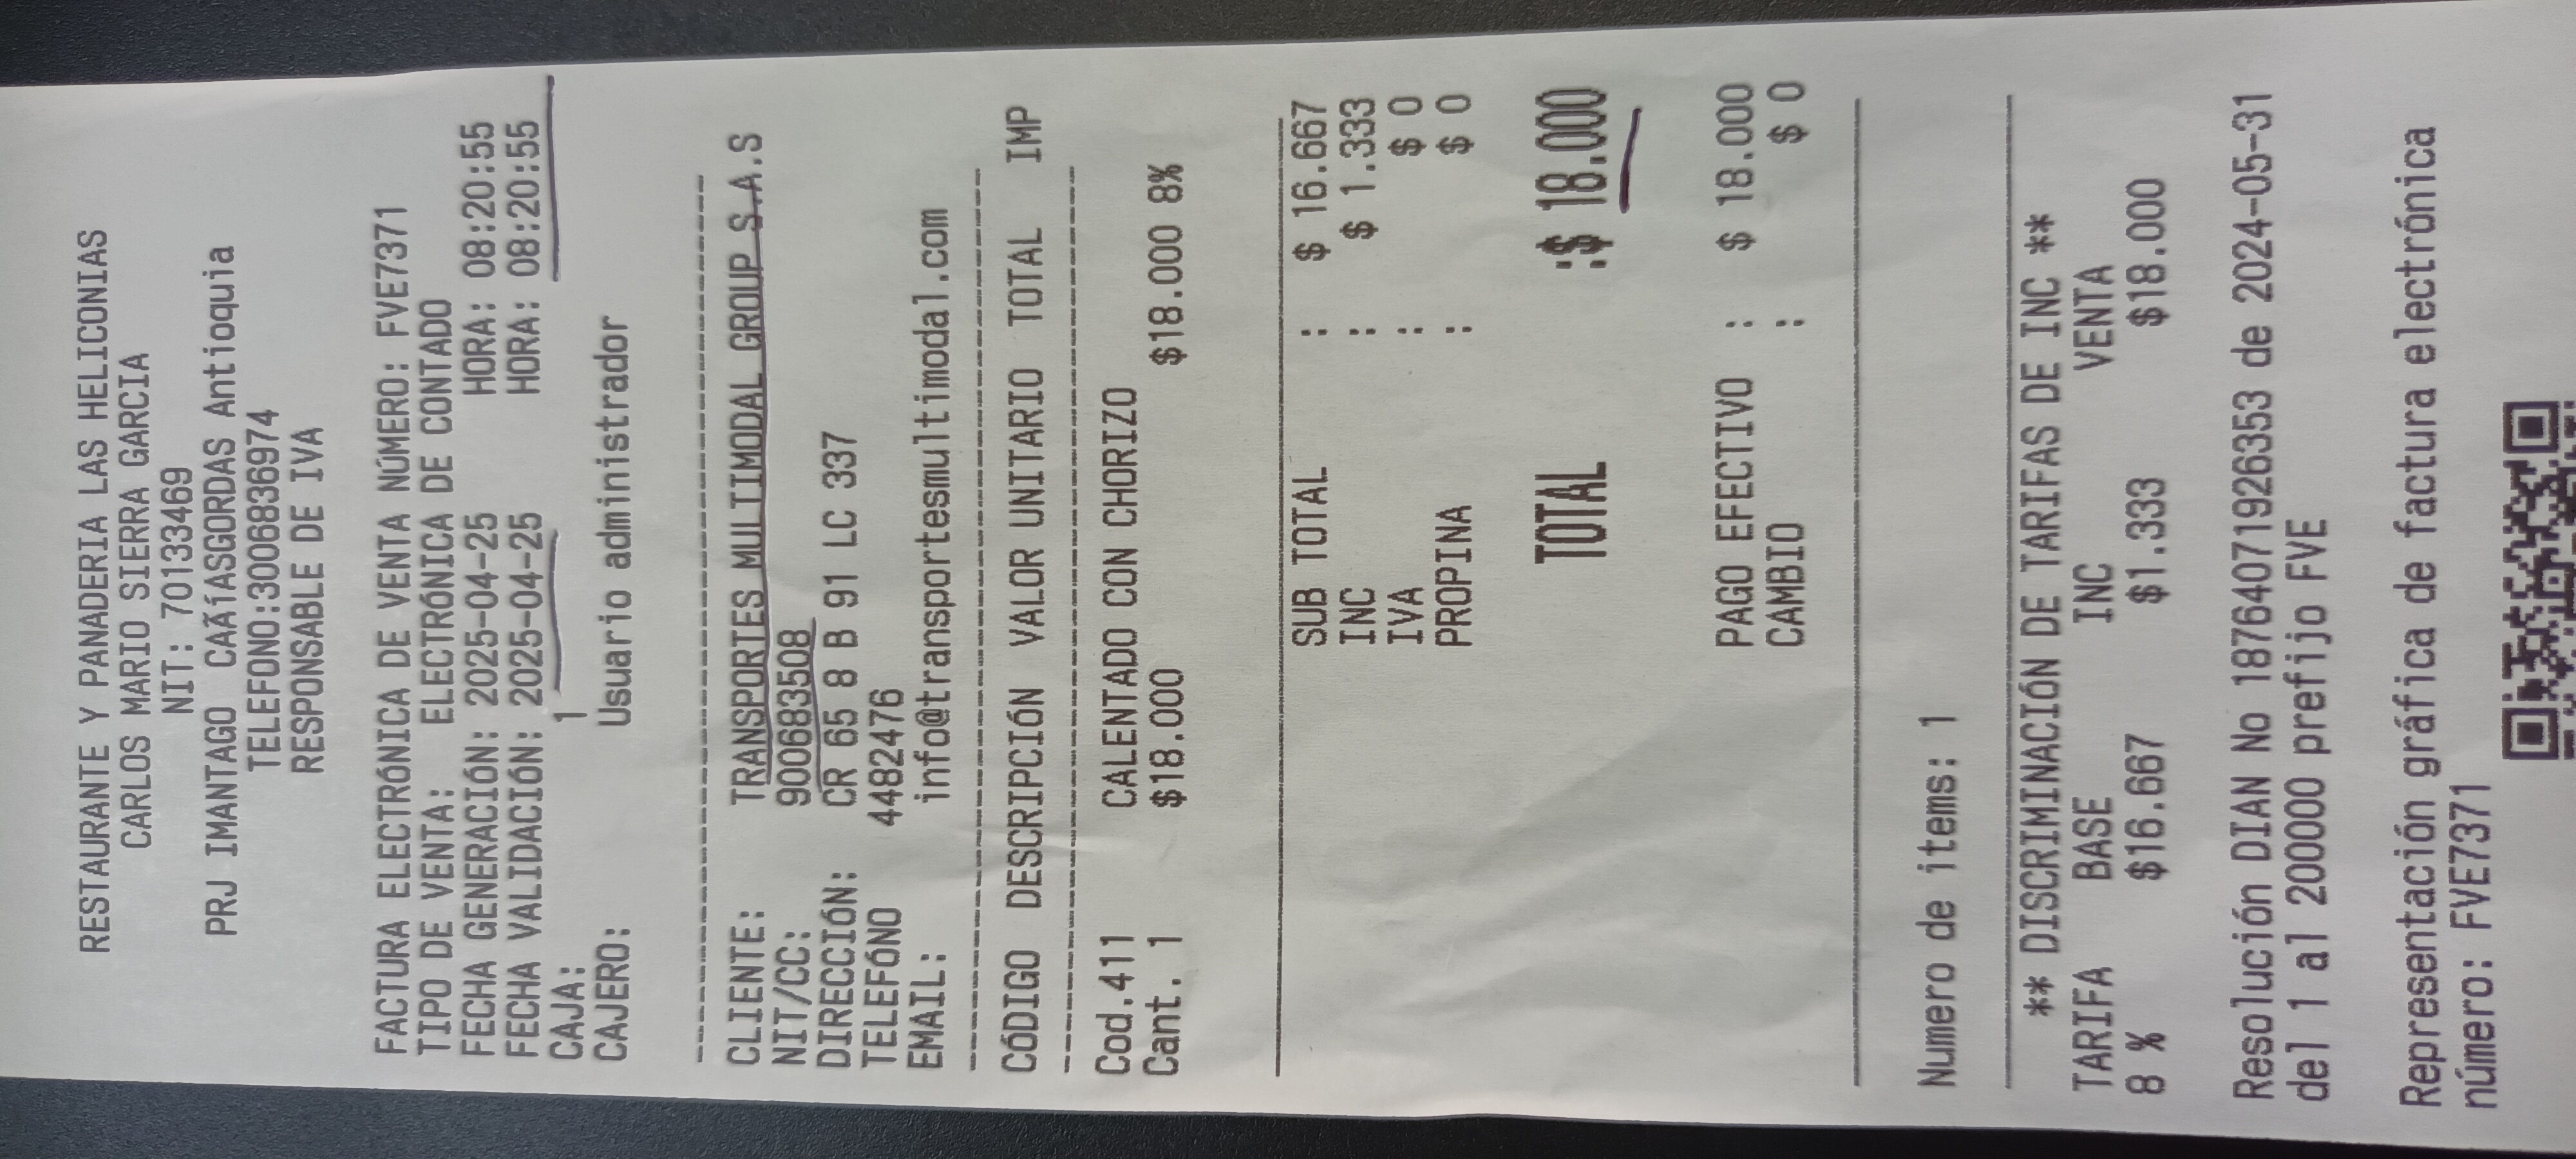 RESTAURANTE Y PANADERIA LAS HELICONIAS
CARLOS MARIO SIERRA GARCIA
NIT: 70133469
PRJ IMANTAGO CAÃíASGORDAS Antioquia
TELEFONO:3006836974
RESPONSABLE DE IVA
FACTURA ELECTRÓNICA DE VENTA NÚMERO: FVE7371
TIPO DE VENTA: ELECTRÓNICA DE CONTADO
FECHA GENERACIÓN: 2025-04-25 HORA: 08:20:55
FECHA VALIDACIÓN: 2025-04-25 HORA: 08:20:55
CAJA: 1
CAJERO: Usuario administrador
CLIENTE: TRANSPORTES MULTIMODAL GROUP S.A.S
NIT/CC: 900683508
DIRECCIÓN: CR 65 8 B 91 LC 337
TELEFÓNO 4482476
EMAIL: info@transportesmultimodal.com
CÓDIGO DESCRIPCIÓN VALOR UNITARIO TOTAL IMP
Cod.411 CALENTADO CON CHORIZO
Cant. 1 $18.000 $18.000 8%
SUB TOTAL : $ 16.667
INC : $ 1.333
IVA : $ 0
PROPINA : $ 0
TOTAL :$ 18.000
PAGO EFECTIVO : $ 18.000
CAMBIO : $ 0
Numero de items: 1
** DISCRIMINACIÓN DE TARIFAS DE INC **
TARIFA BASE INC VENTA
8 % $16.667 $1.333 $18.000
Resolución DIAN No 18764071926353 de 2024-05-31
del 1 al 200000 prefijo FVE
Representación gráfica de factura electrónica
número: FVE7371